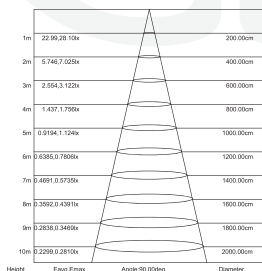 1m 22.99,28.10lx 200.00cm
2m 5.746,7.025lx 400.00cm
3m 2.554,3.122lx 600.00cm
4m 1.437,1.756lx 800.00cm
5m 0.9194,1.124lx 1000.00cm
6m 0.6385,0.7806lx 1200.00cm
7m 0.4691,0.5735lx 1400.00cm
8m 0.3592,0.4391lx 1600.00cm
9m 0.2838,0.3469lx 1800.00cm
10m 0.2299,0.2810lx 2000.00cm
Height Eavg,Emax Angle:90.00deg Diameter